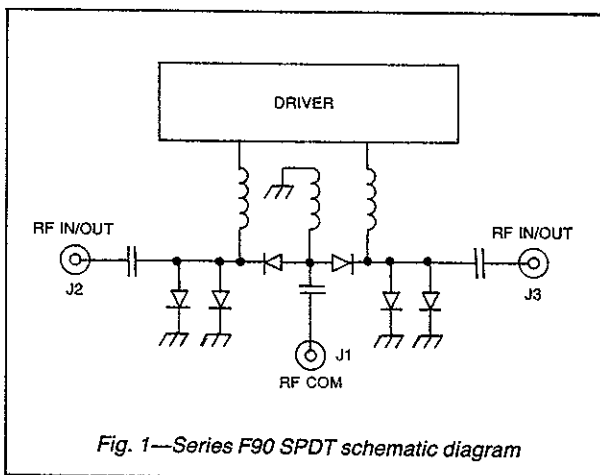 DRIVER
RF IN/OUT
RF IN/OUT
J2
J3
J1
RF COM
Fig. 1—Series F90 SPDT schematic diagram